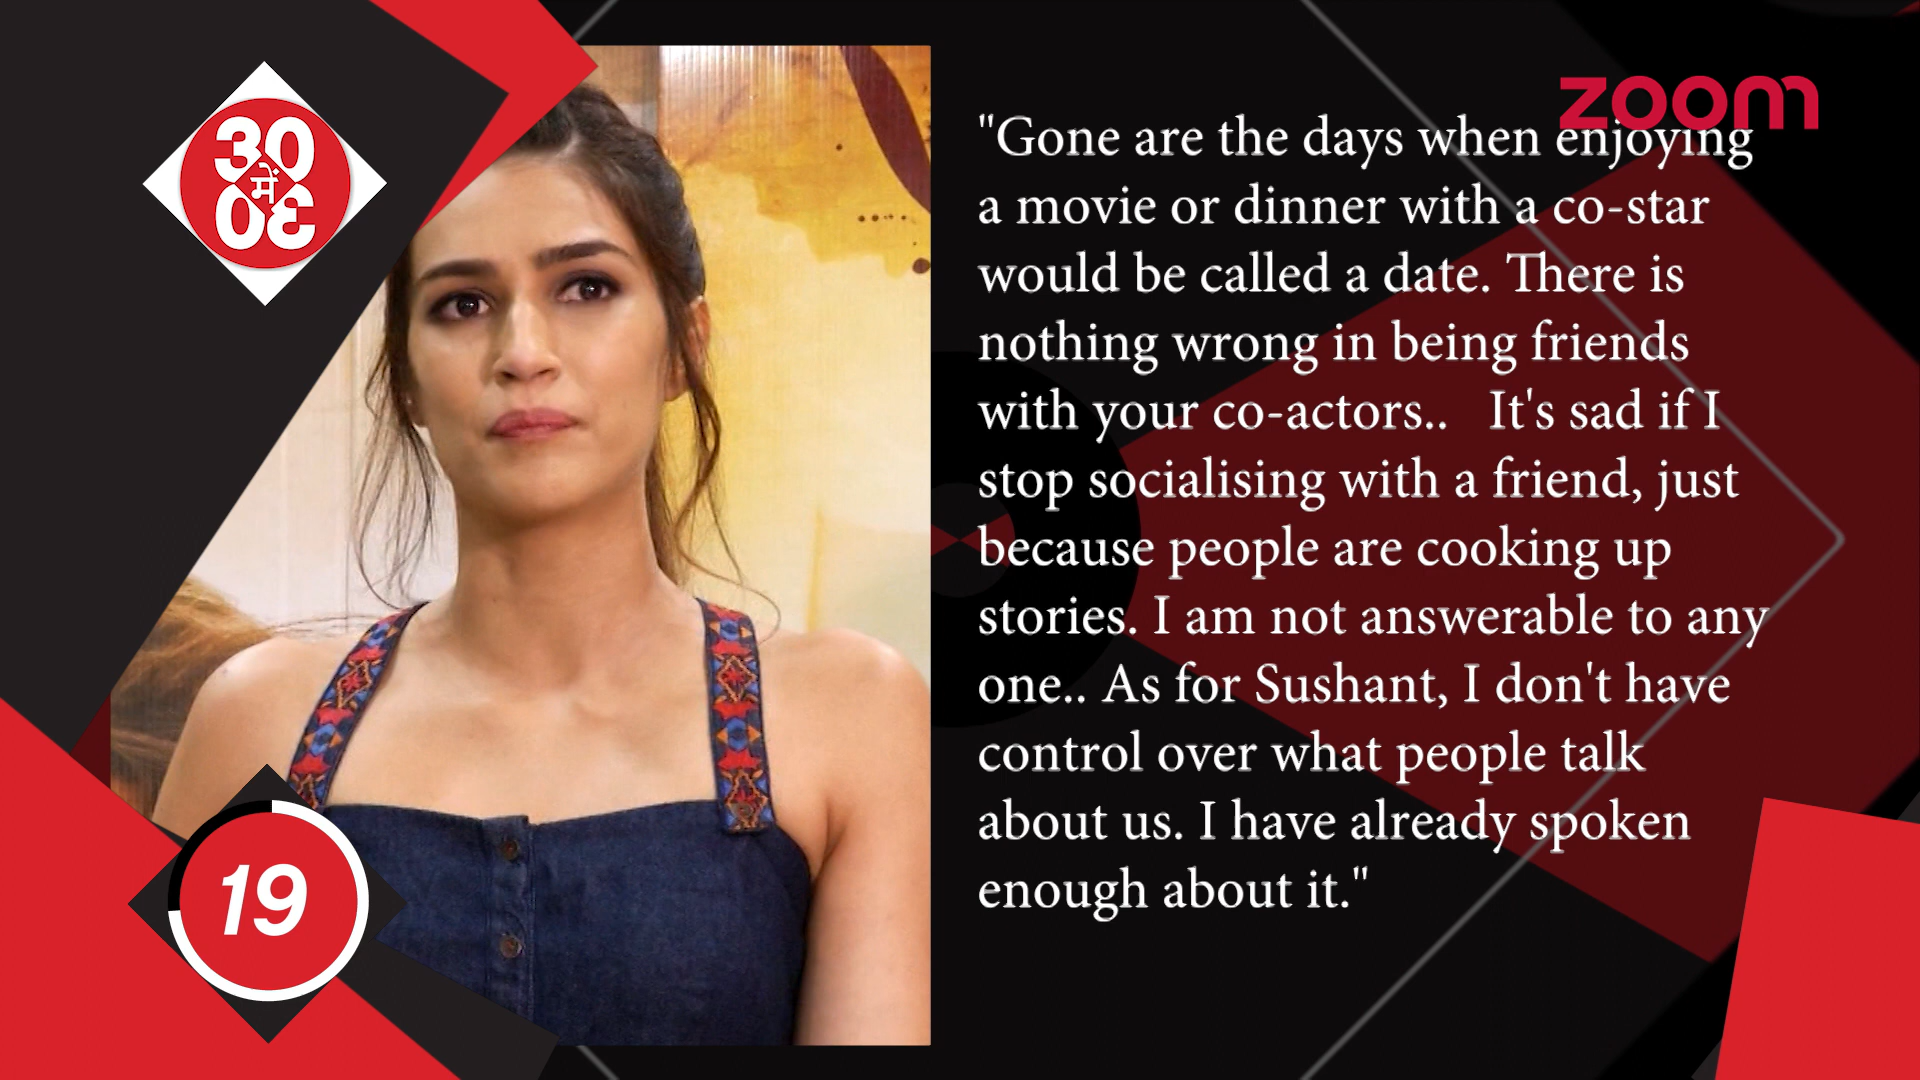 30
में
30
zoom
"Gone are the days when enjoying
a movie or dinner with a co-star
would be called a date. There is
nothing wrong in being friends
with your co-actors..   It's sad if I
stop socialising with a friend, just
because people are cooking up
stories. I am not answerable to any
one.. As for Sushant, I don't have
control over what people talk
about us. I have already spoken
enough about it."
19